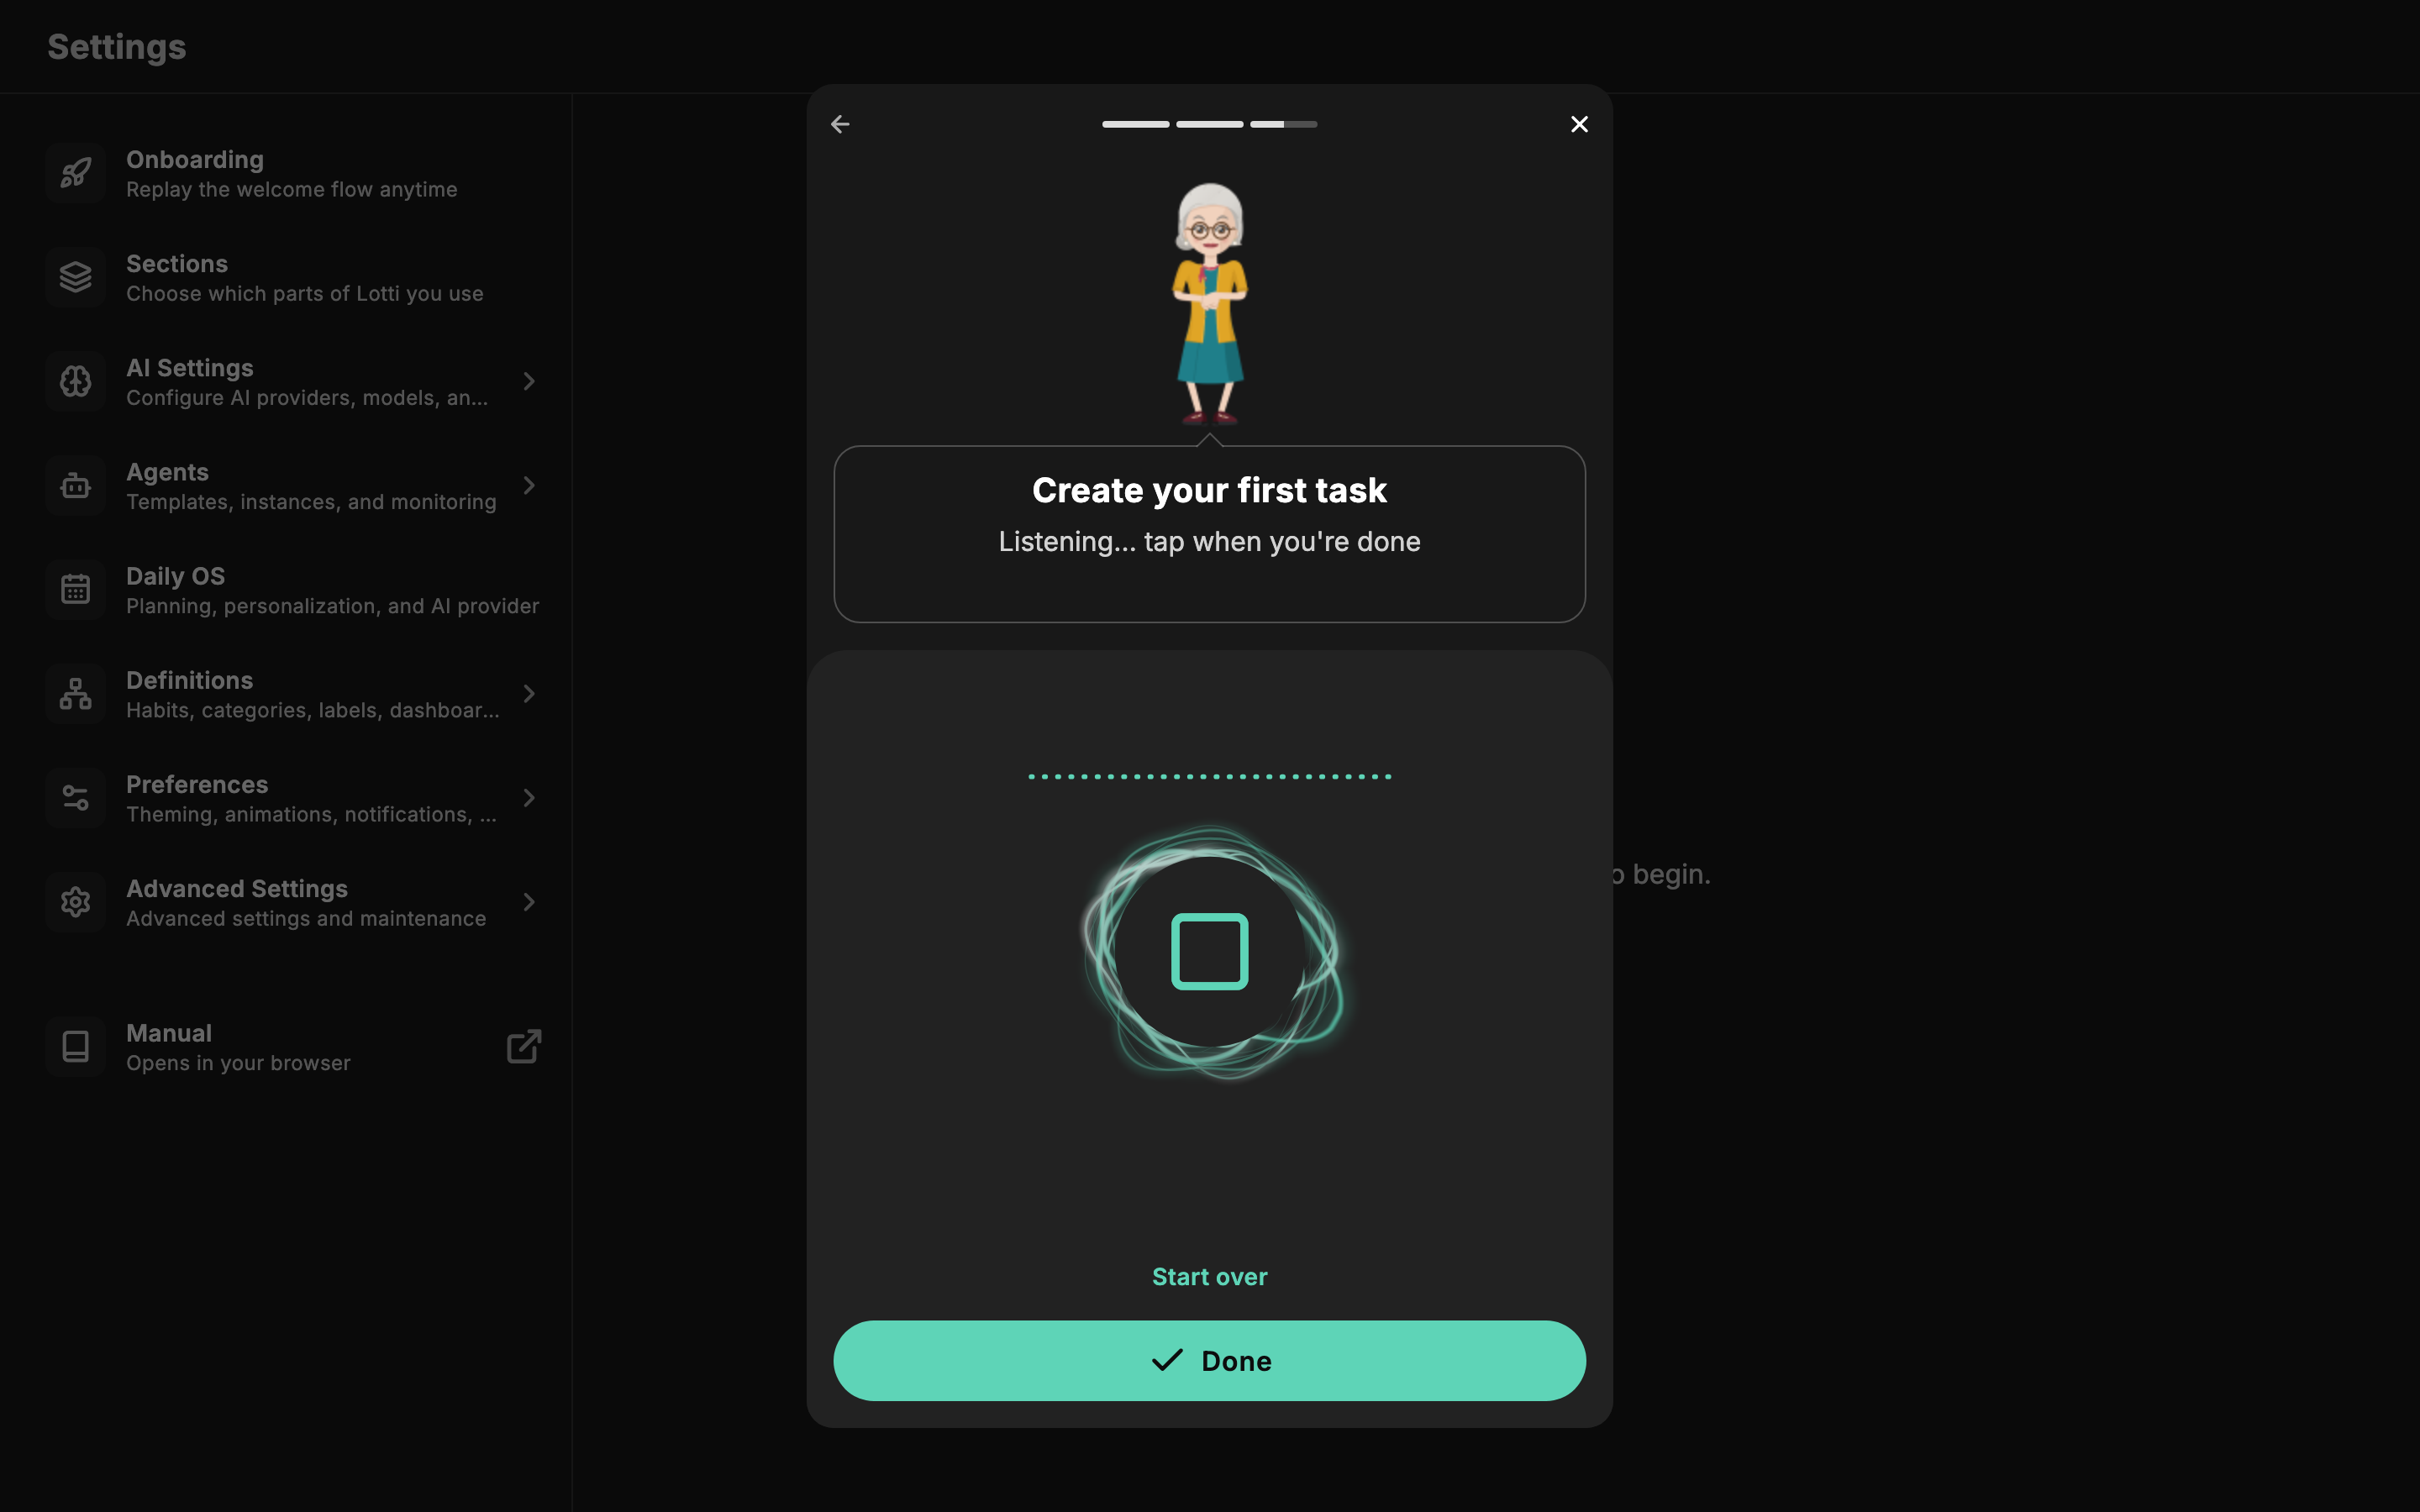 Settings
Onboarding
Replay the welcome flow anytime
Sections
Choose which parts of Lotti you use
AI Settings
Configure AI providers, models, an...
Agents
Templates, instances, and monitoring
Daily OS
Planning, personalization, and AI provider
Definitions
Habits, categories, labels, dashboar...
Preferences
Theming, animations, notifications, ...
Advanced Settings
Advanced settings and maintenance
Manual
Opens in your browser
Create your first task
Listening... tap when you're done
Start over
Done
o begin.